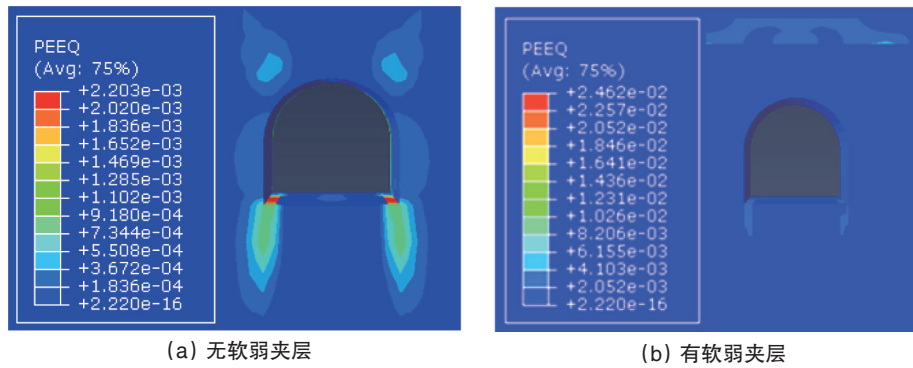 PEEQ
(Avg: 75%)
+2.203e-03
+2.020e-03
+1.836e-03
+1.652e-03
+1.469e-03
+1.285e-03
+1.102e-03
+9.180e-04
+7.344e-04
+5.508e-04
+3.672e-04
+1.836e-04
+2.220e-16
(a) 无软弱夹层
PEEQ
(Avg: 75%)
+2.462e-02
+2.257e-02
+2.052e-02
+1.846e-02
+1.641e-02
+1.436e-02
+1.231e-02
+1.026e-02
+8.206e-03
+6.155e-03
+4.103e-03
+2.052e-03
+2.220e-16
(b) 有软弱夹层